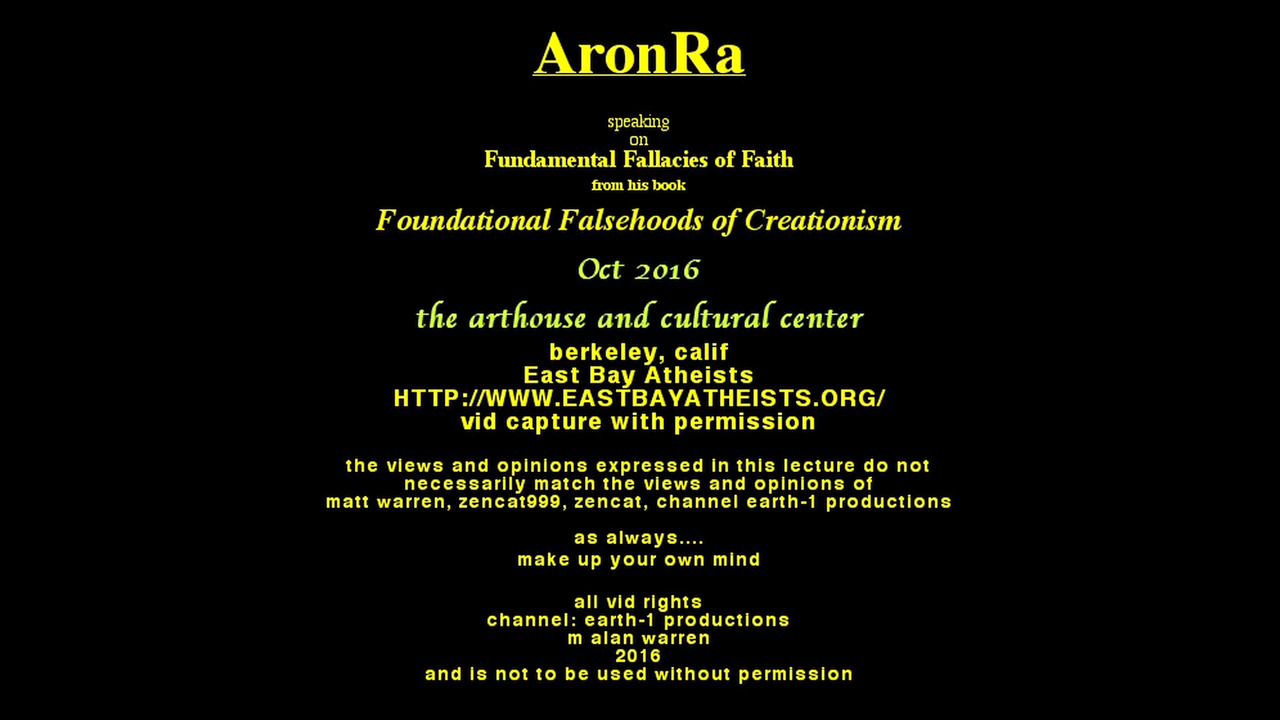 AronRa
speaking
on
Fundamental Fallacies of Faith
from his book
Foundational Falsehoods of Creationism
Oct 2016
the arthouse and cultural center
berkeley, calif
East Bay Atheists
HTTP://WWW.EASTBAYATHEISTS.ORG/
vid capture with permission
the views and opinions expressed in this lecture do not
necessarily match the views and opinions of
matt warren, zencat999, zencat, channel earth-1 productions
as always....
make up your own mind
all vid rights
channel: earth-1 productions
m alan warren
2016
and is not to be used without permission